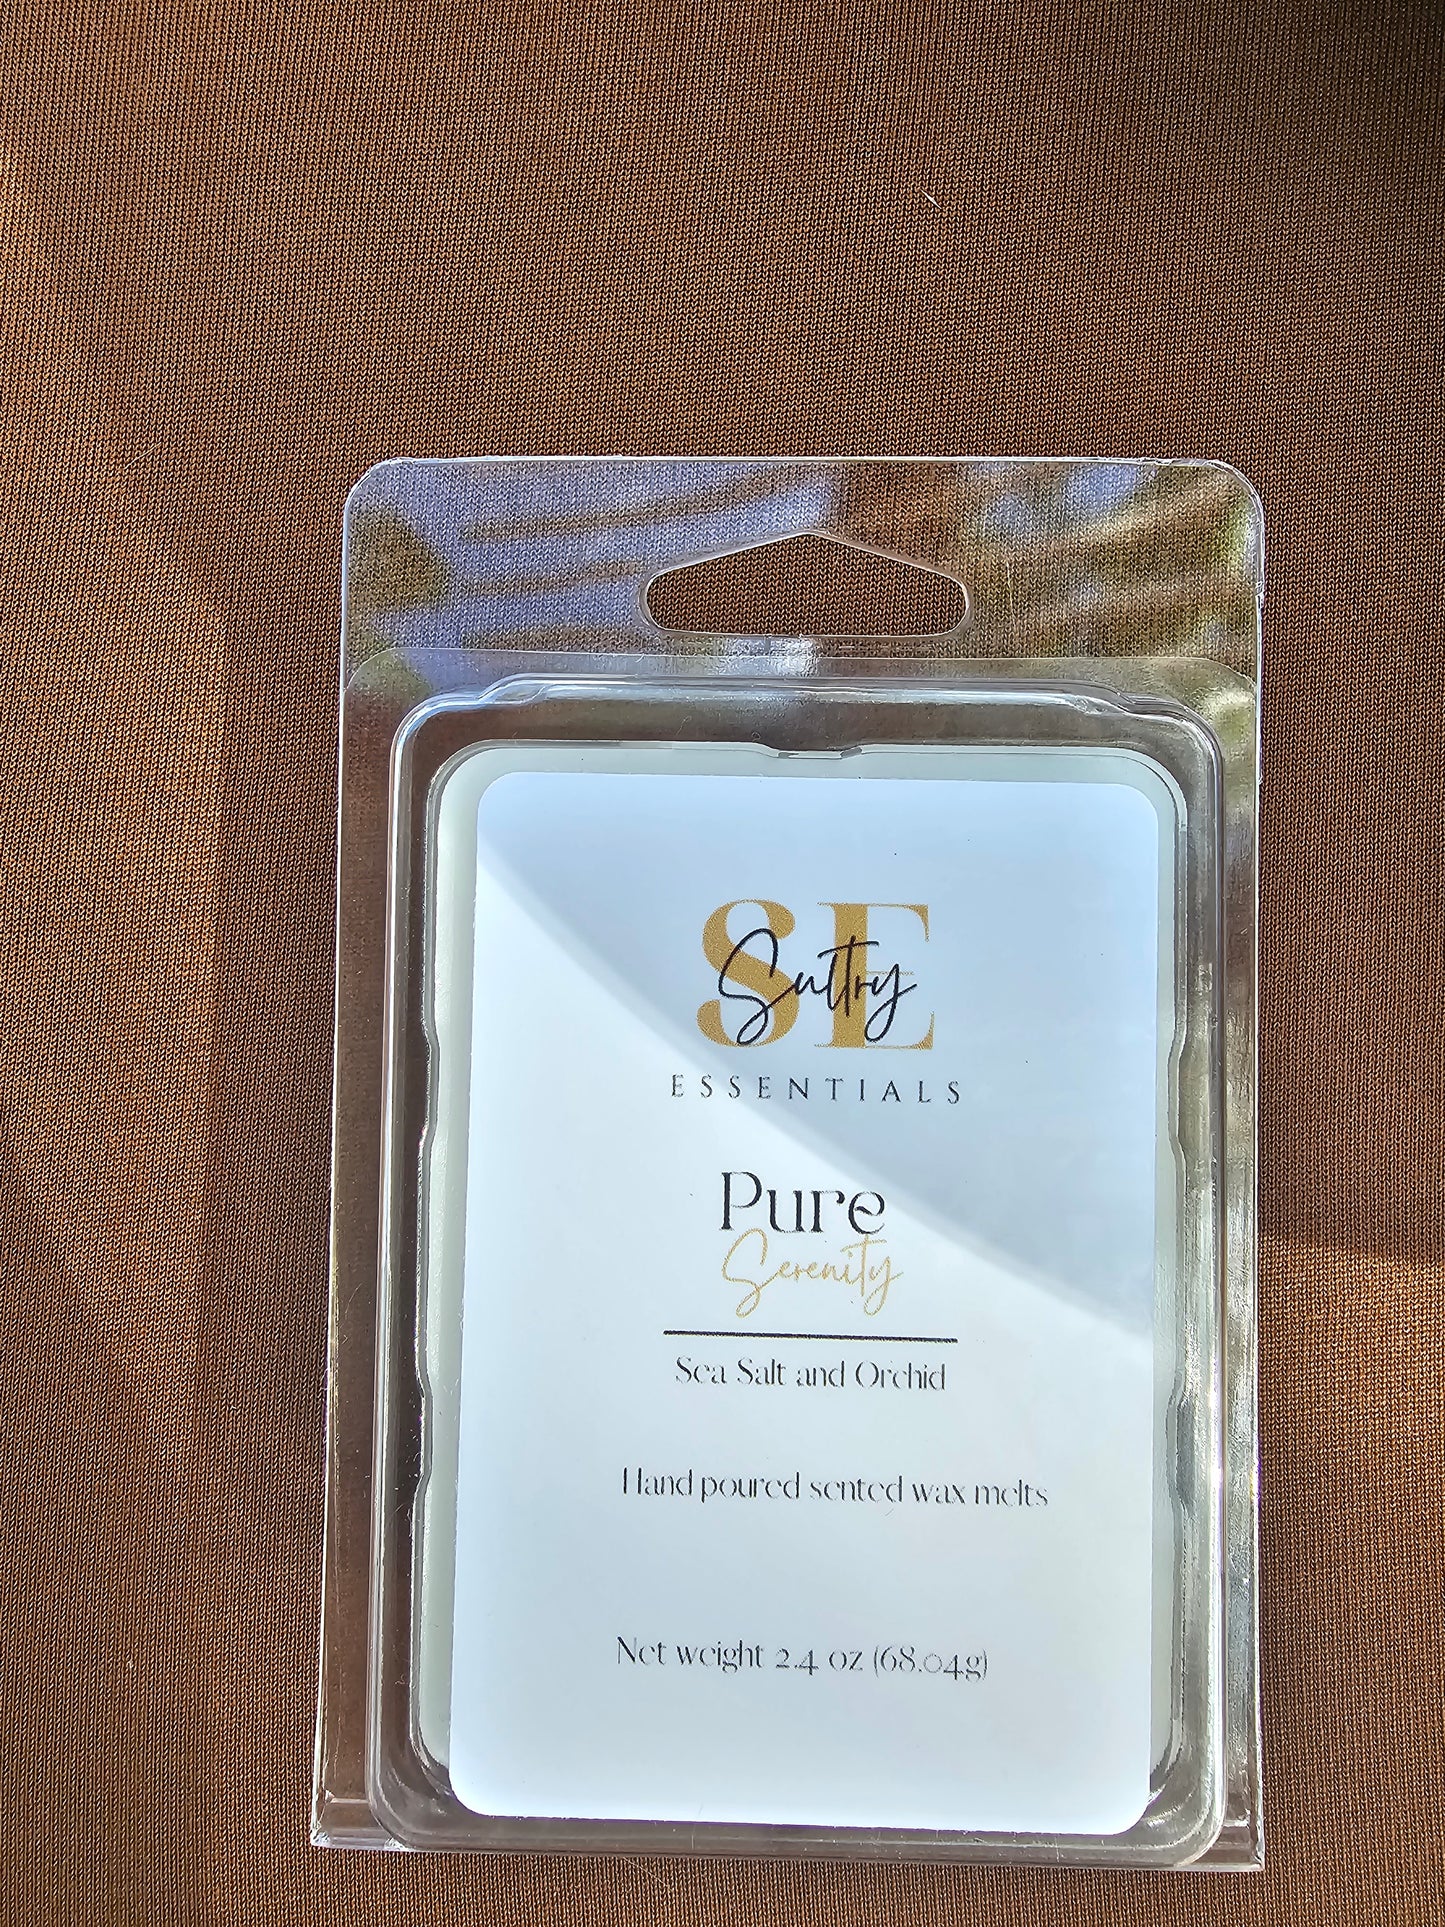 SE
Sultry
ESSENTIALS
Pure
Serenity
Sea Salt and Orchid
Hand poured sented wax melts
Net weight 2.4 oz (68.04g)